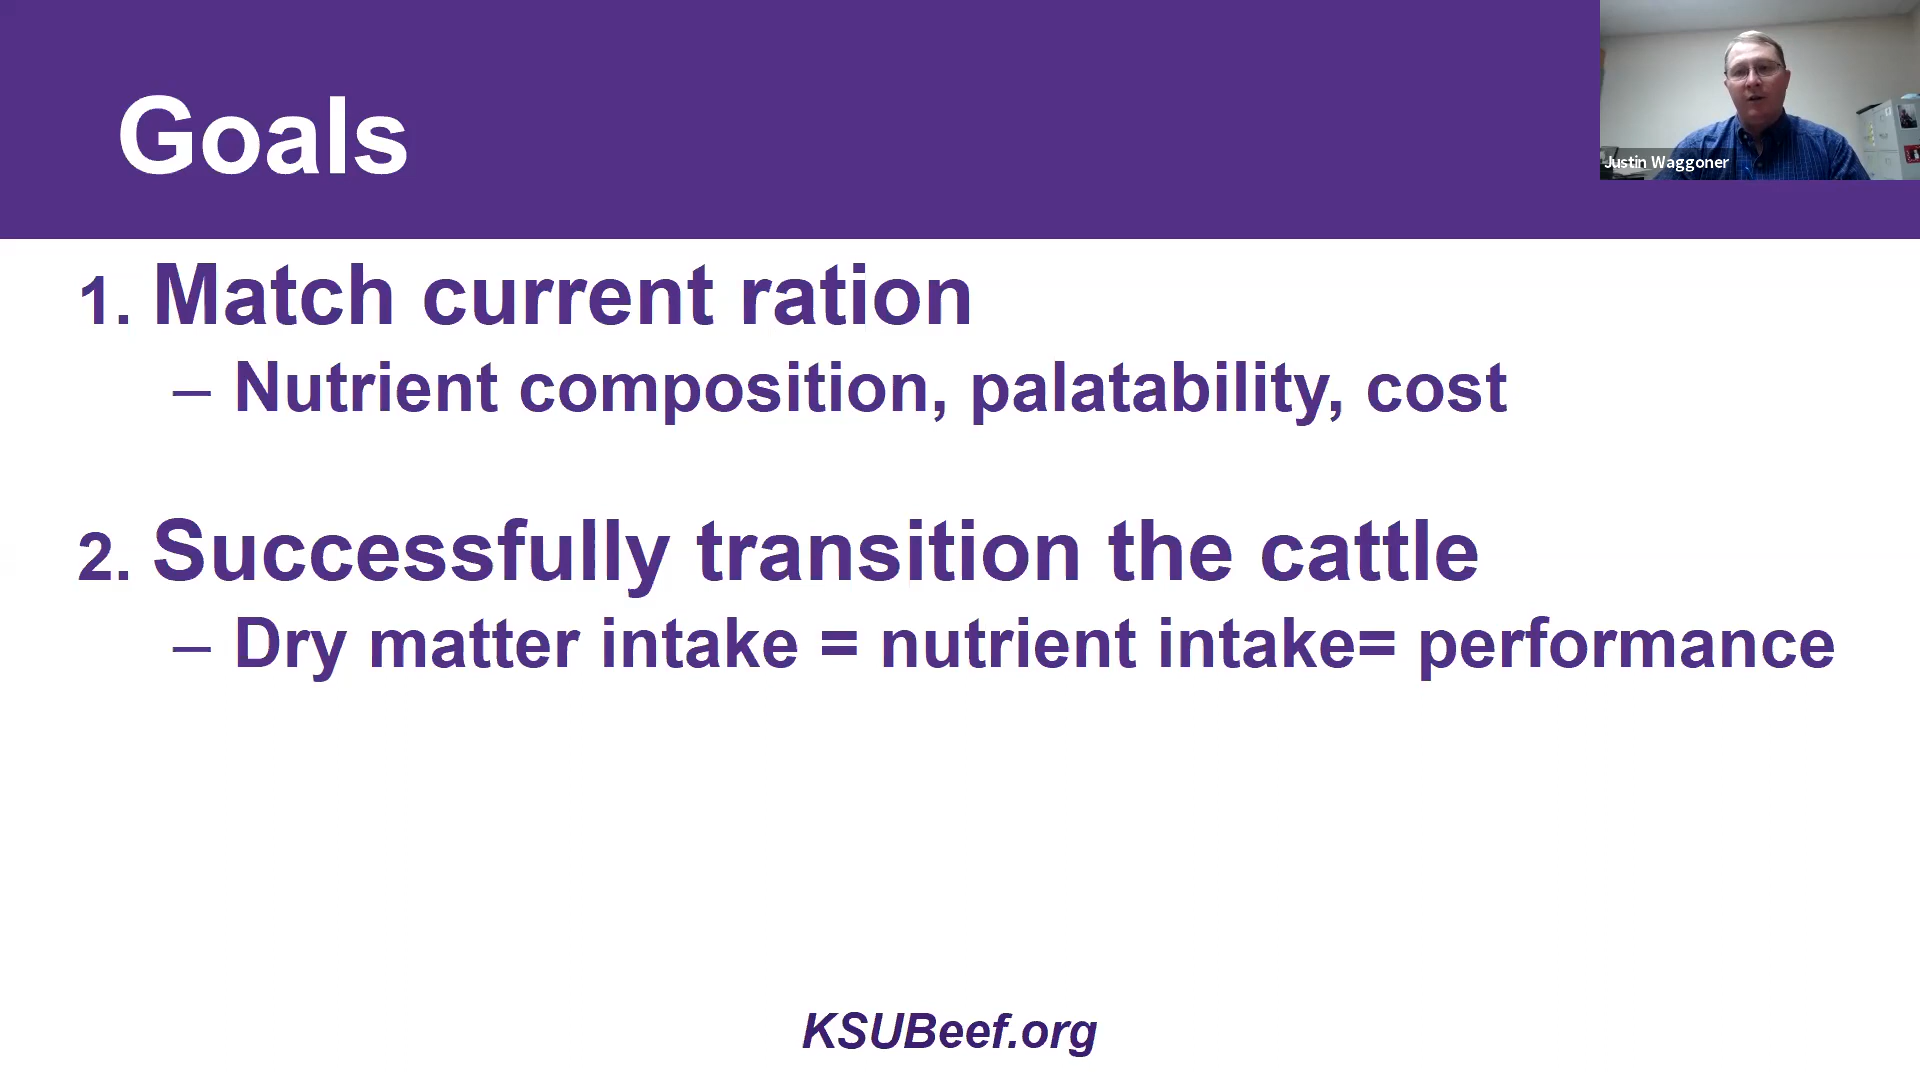 Goals
Justin Waggoner
1. Match current ration
– Nutrient composition, palatability, cost
2. Successfully transition the cattle
– Dry matter intake = nutrient intake= performance
KSUBeef.org